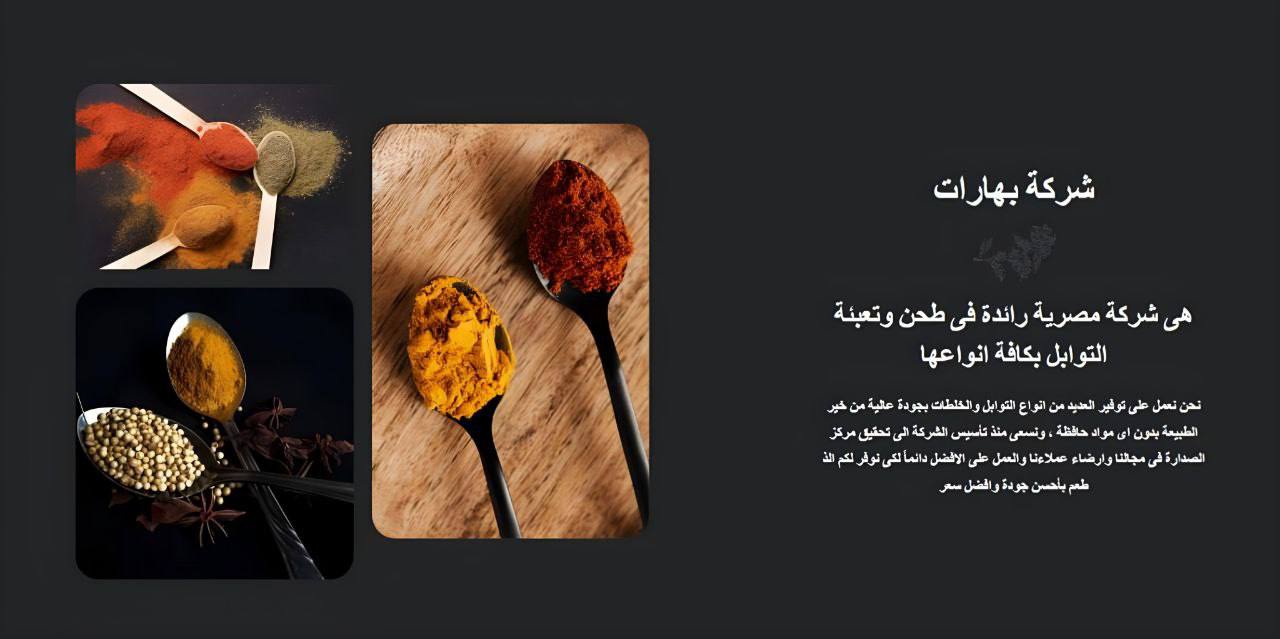 شركة بهارات
هى شركة مصرية رائدة فى طحن وتعبئة
التوابل بكافة انواعها
نحن نعمل على توفير العديد من انواع التوابل والخلطات بجودة عالية من خير
الطبيعة بدون اى مواد حافظة ، ونسعى منذ تأسيس الشركة الى تحقيق مركز
الصدارة فى مجالنا وارضاء عملاءنا والعمل على الافضل دائماً لكى نوفر لكم الذ
طعم بأحسن جودة وافضل سعر